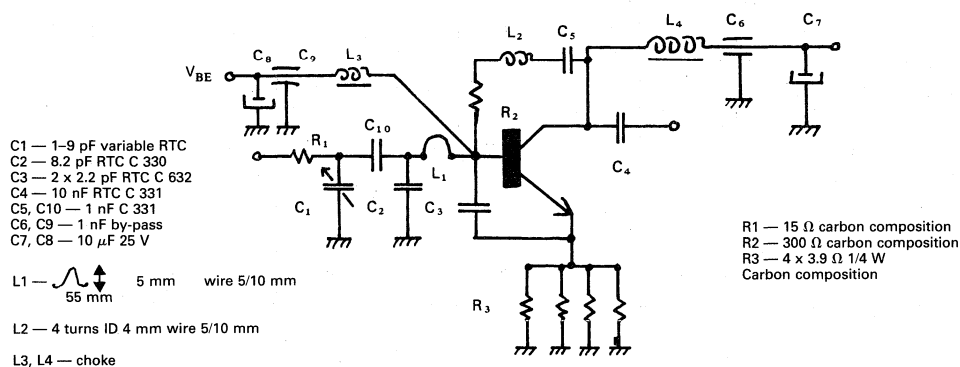 C8
C9
L3
VBE
L2
C5
L4
C6
C7
R2
C10
R1
L1
C4
C1
C2
C3
R3
C1 — 1–9 pF variable RTC
C2 — 8.2 pF RTC C 330
C3 — 2 x 2.2 pF RTC C 632
C4 — 10 nF RTC C 331
C5, C10 — 1 nF C 331
C6, C9 — 1 nF by-pass
C7, C8 — 10 μF 25 V
L1 — 5 mm wire 5/10 mm
55 mm
L2 — 4 turns ID 4 mm wire 5/10 mm
L3, L4 — choke
R1 — 15 Ω carbon composition
R2 — 300 Ω carbon composition
R3 — 4 x 3.9 Ω 1/4 W
Carbon composition